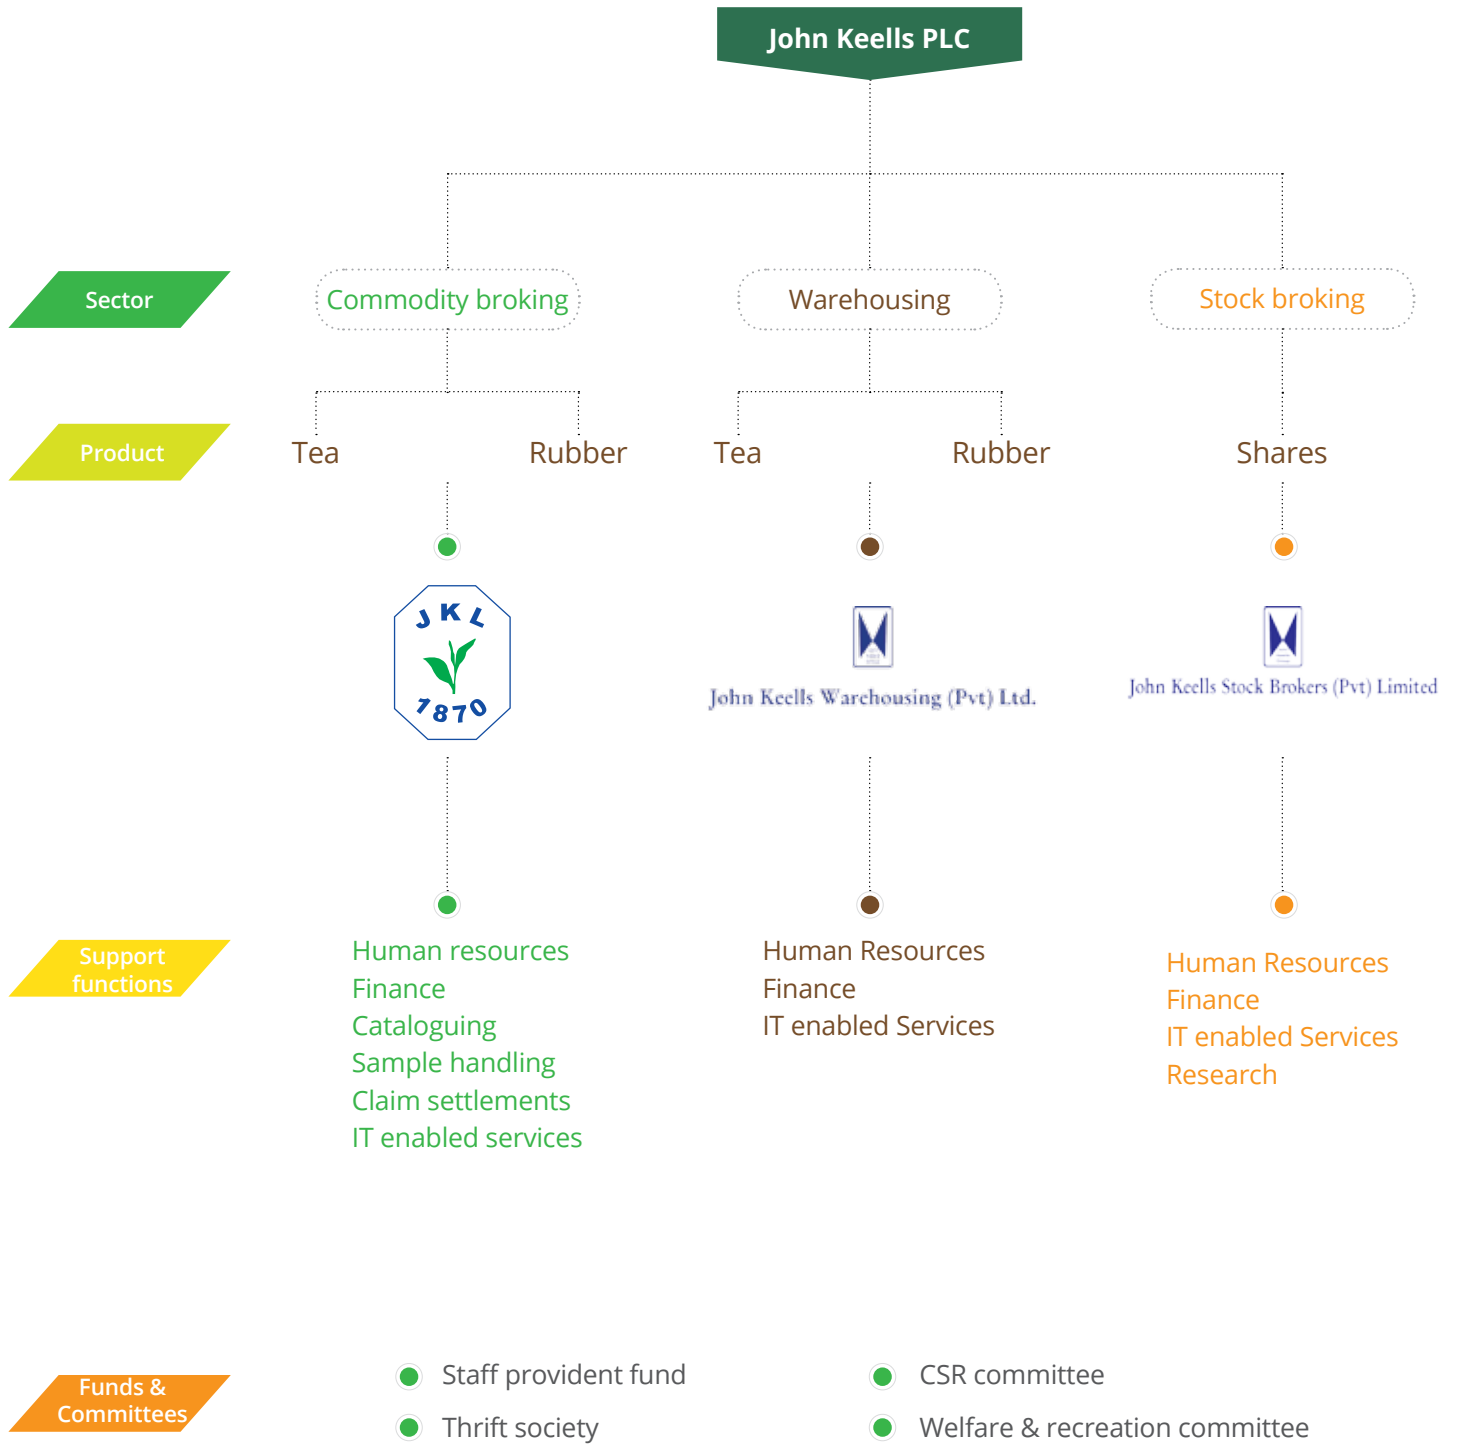 John Keells PLC
Sector
Commodity broking
Warehousing
Stock broking
Product
Tea
Rubber
Tea
Rubber
Shares
JKL
1870
John Keells Warehousing (Pvt) Ltd.
John Keells Stock Brokers (Pvt) Limited
Support
functions
Human resources
Finance
Cataloguing
Sample handling
Claim settlements
IT enabled services
Human Resources
Finance
IT enabled Services
Human Resources
Finance
IT enabled Services
Research
Funds &
Committees
Staff provident fund
Thrift society
CSR committee
Welfare & recreation committee